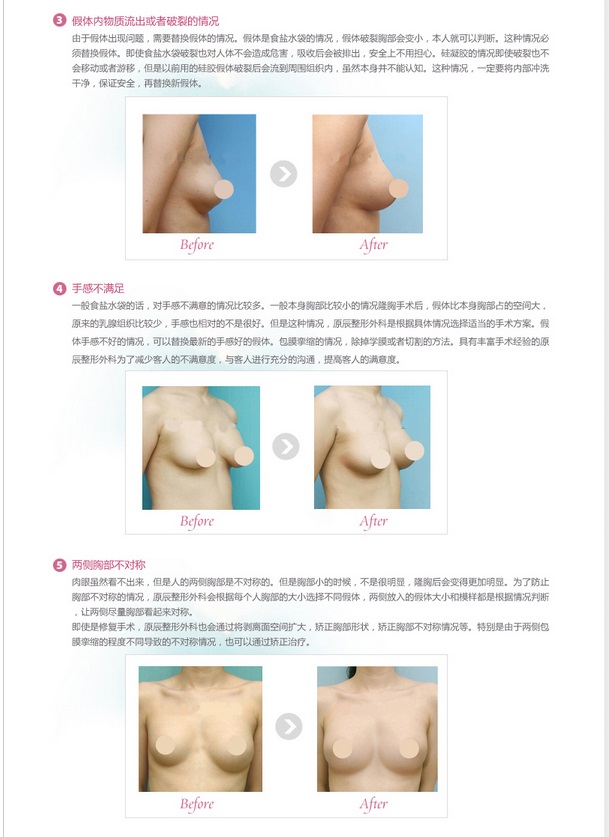 3 假体内物质流出或者破裂的情况
由于假体出现问题，需要替换假体的情况。假体是食盐水袋的情况，假体破裂胸部会变小，本人就可以判断。这种情况必
须替换假体。即使食盐水袋破裂也对人体不会造成危害，吸收后会被排出，安全上不用担心。硅凝胶的情况即使破裂也不
会移动或者游移，但是以前用的硅胶假体破裂后会流到周围组织内，虽然本身并不能认知。这种情况，一定要将内部冲洗
干净，保证安全，再替换新假体。
Before After
4 手感不满足
一般食盐水袋的话，对手感不满意的情况比较多。一般本身胸部比较小的情况隆胸手术后，假体比本身胸部占的空间大，
原来的乳腺组织比较少，手感也相对的不是很好。但是这种情况，原辰整形外科是根据具体情况选择适当的手术方案。假
体手感不好的情况，可以替换最新的手感好的假体。包膜挛缩的情况，除掉学膜或者切割的方法。具有丰富手术经验的原
辰整形外科为了减少客人的不满意度，与客人进行充分的沟通，提高客人的满意度。
Before After
5 两侧胸部不对称
肉眼虽然看不出来，但是人的两侧胸部是不对称的。但是胸部小的时候，不是很明显，隆胸后会变得更加明显。为了防止
胸部不对称的情况，原辰整形外科会根据每个人胸部的大小选择不同假体，两侧放入的假体大小和模样都是根据情况判断
，让两侧尽量胸部看起来对称。
即使是修复手术，原辰整形外科也会通过将剥离面空间扩大，矫正胸部形状，矫正胸部不对称情况等。特别是由于两侧包
膜挛缩的程度不同导致的不对称情况，也可以通过矫正治疗。
Before After